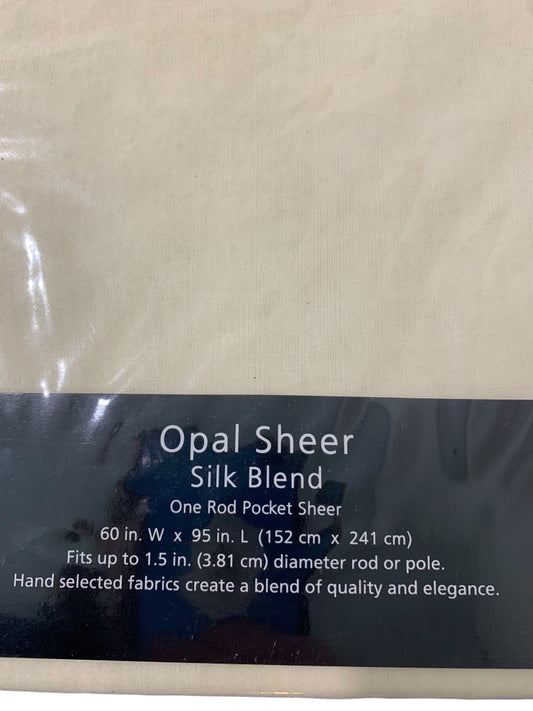 Opal Sheer
Silk Blend
One Rod Pocket Sheer
60 in. W x 95 in. L (152 cm x 241 cm)
Fits up to 1.5 in. (3.81 cm) diameter rod or pole.
Hand selected fabrics create a blend of quality and elegance.